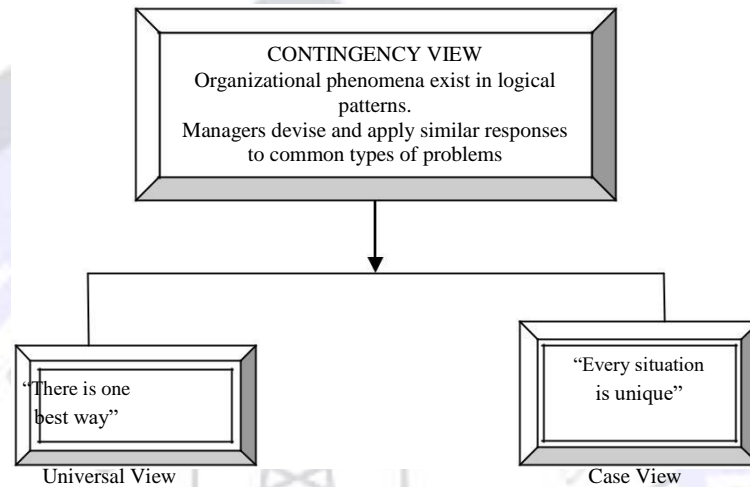 CONTINGENCY VIEW
Organizational phenomena exist in logical
patterns.
Managers devise and apply similar responses
to common types of problems
“There is one
best way”
Universal View
“Every situation
is unique”
Case View